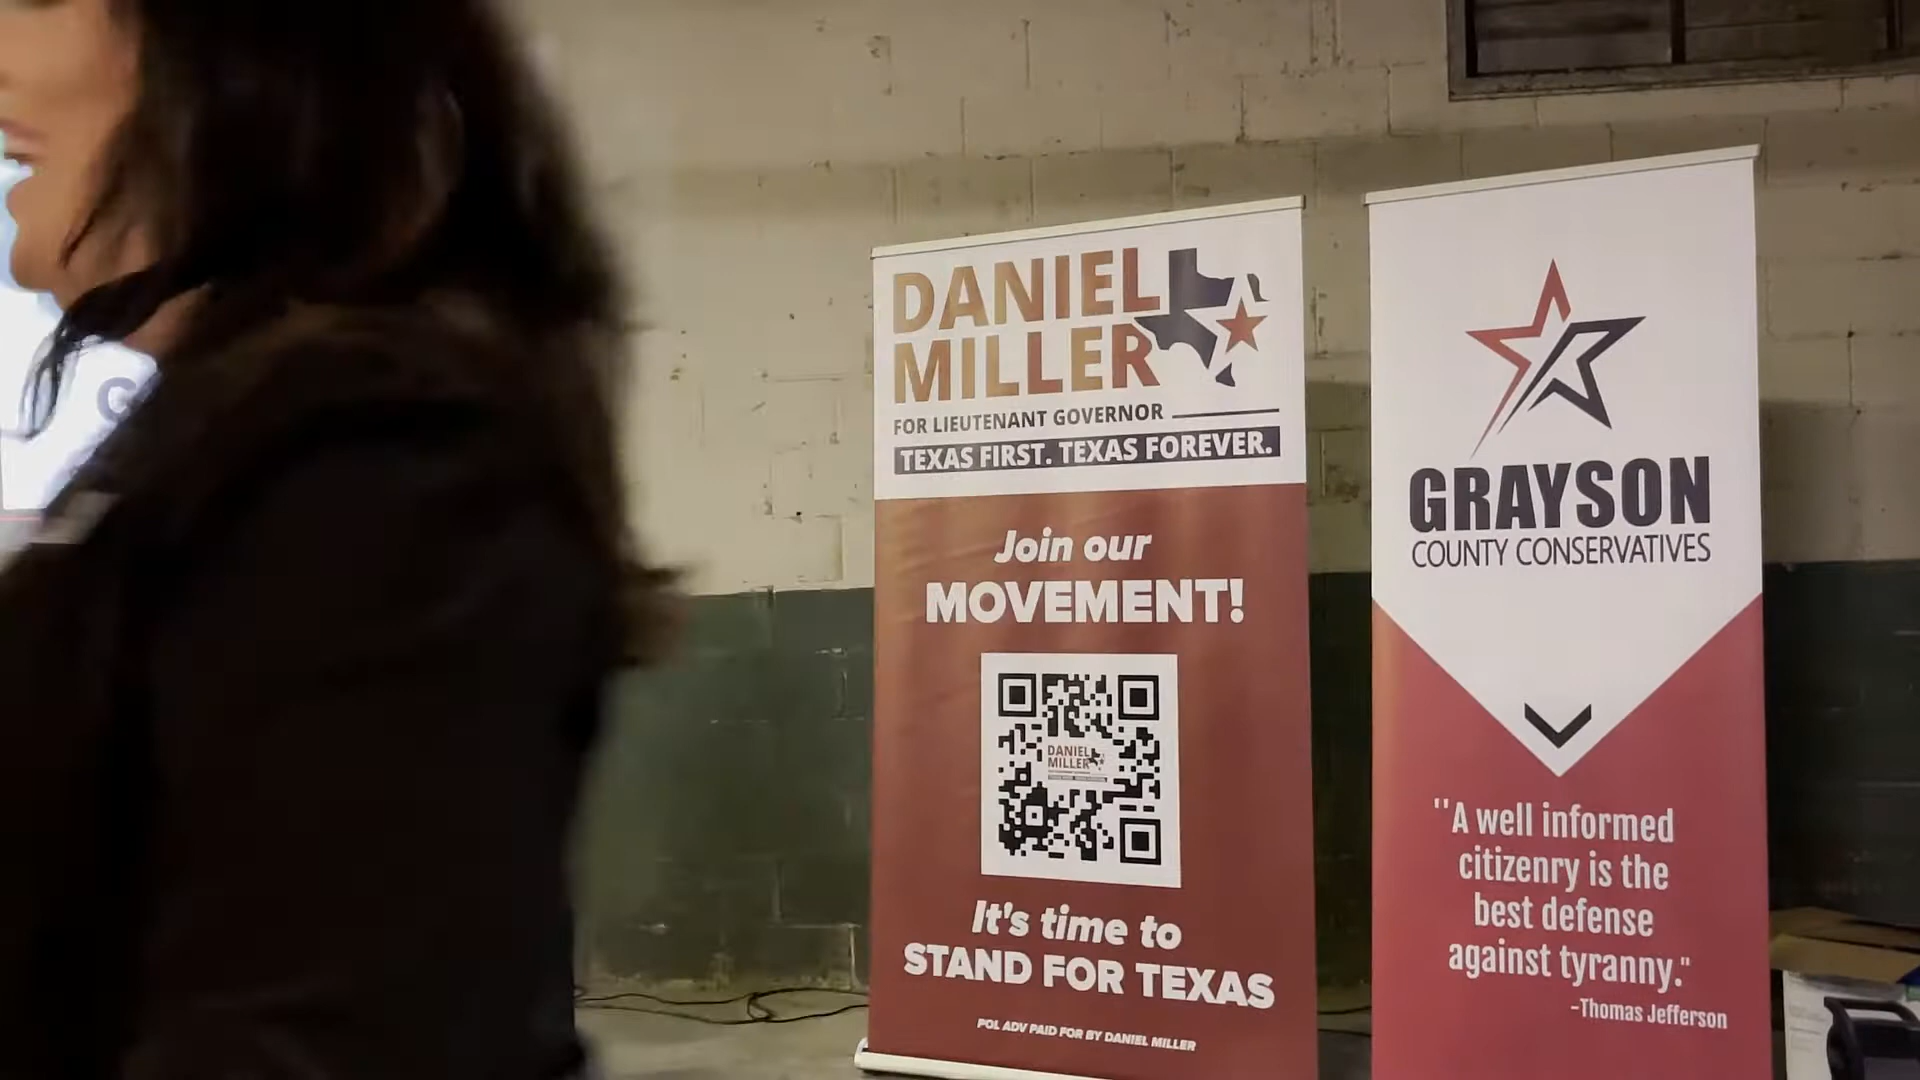 G
DANIEL
MILLER
FOR LIEUTENANT GOVERNOR
TEXAS FIRST. TEXAS FOREVER.
Join our
MOVEMENT!
DANIEL
MILLER
It's time to
STAND FOR TEXAS
POL ADV PAID FOR BY DANIEL MILLER
GRAYSON
COUNTY CONSERVATIVES
"A well informed
citizenry is the
best defense
against tyranny."
-Thomas Jefferson